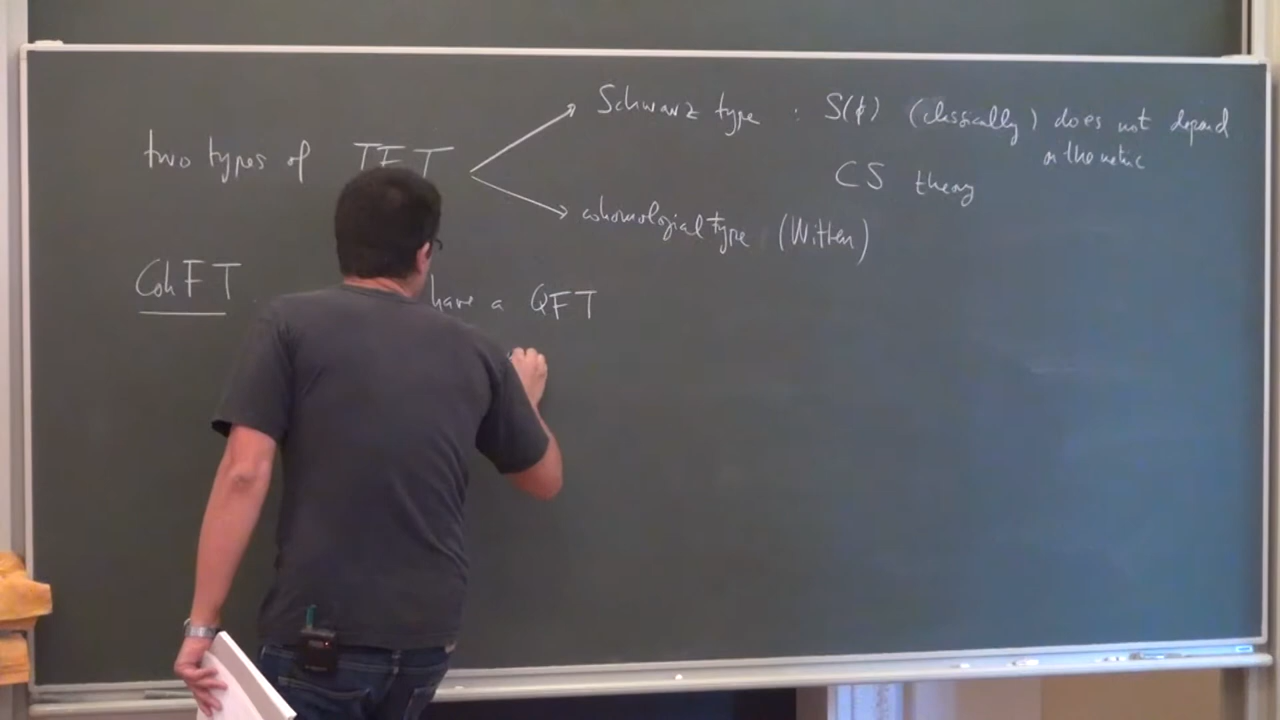 two types of TFT
Schwarz type : S(ϕ) (classically) does not depend
on the metric
CS theory
cohomological type (Witten)
CohFT have a QFT